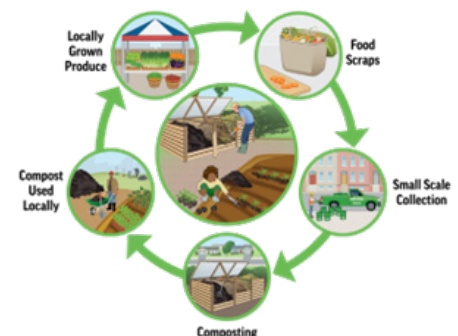 Locally
Grown
Produce
Food
Scraps
Small Scale
Collection
Composting
Compost
Used
Locally